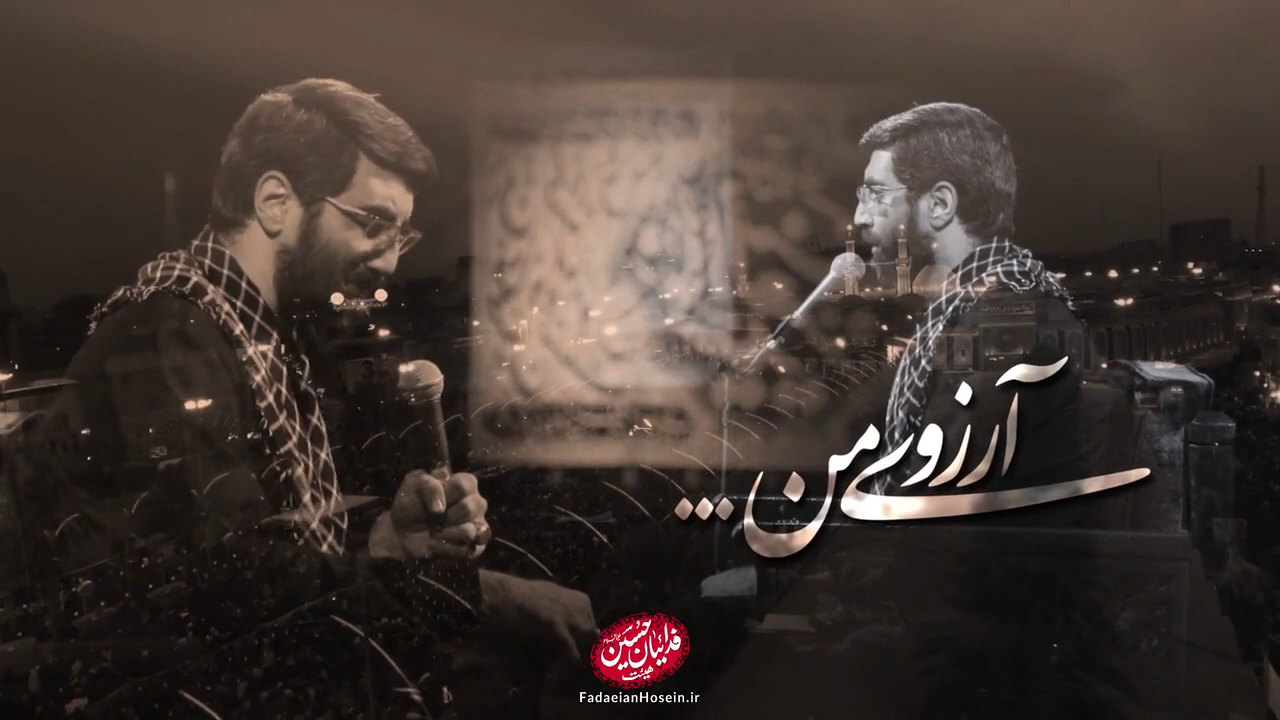 آرزوی من ...
هیئت
فدائیان حسین
FadaeianHosein.ir